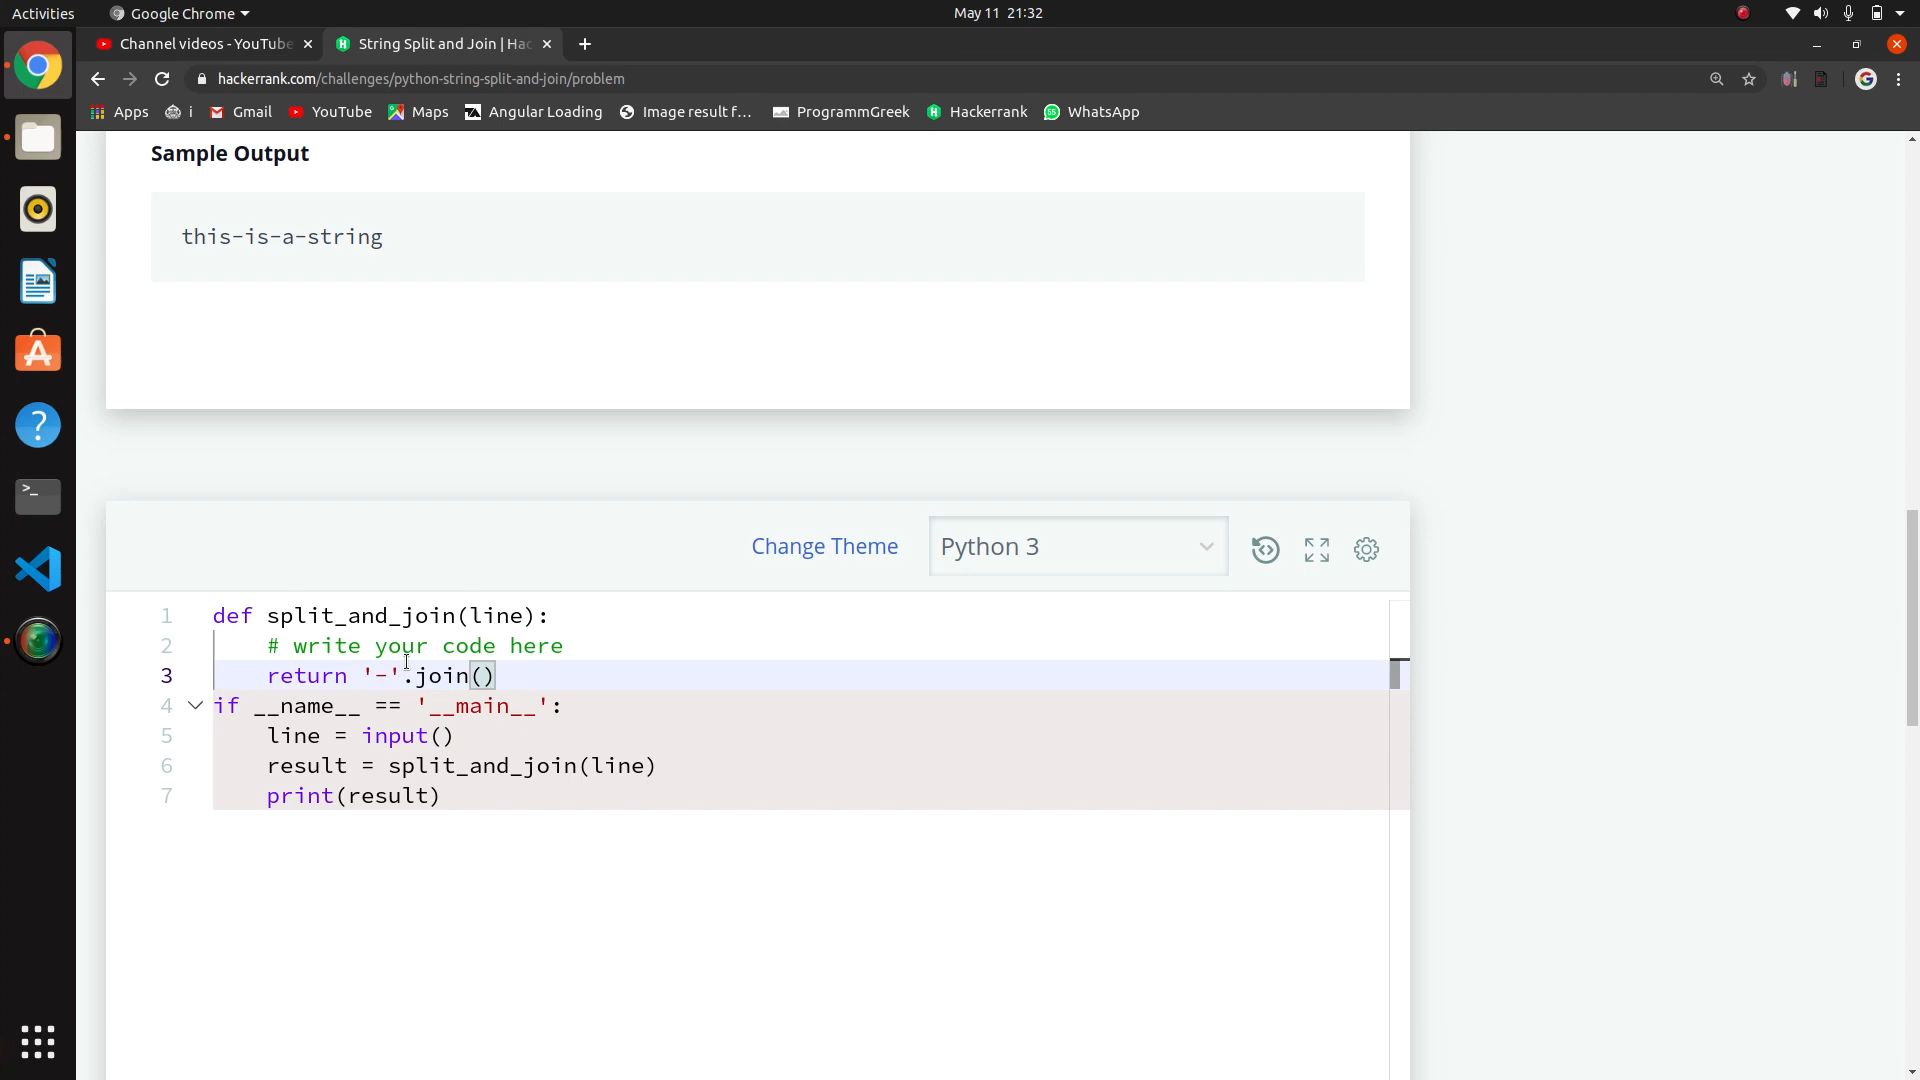 Activities
Google Chrome
May 11 21:32
Channel videos - YouTube
String Split and Join | Hac
hackerrank.com/challenges/python-string-split-and-join/problem
Apps
i
Gmail
YouTube
Maps
Angular Loading
Image result f...
ProgrammGreek
Hackerrank
WhatsApp
Sample Output
this-is-a-string
Change Theme
Python 3
1 def split_and_join(line):
2 # write your code here
3 return '-'.join()
4 if __name__ == '__main__':
5 line = input()
6 result = split_and_join(line)
7 print(result)